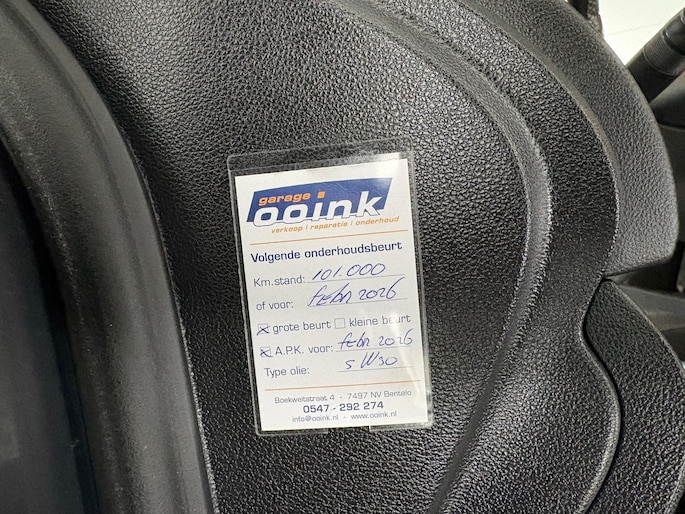 garage
ooink
verkoop | reparatie | onderhoud
Volgende onderhoudsbeurt
Km.stand: 101.000
of voor: febr 2026
grote beurt kleine beurt
A.P.K. voor: febr 2026
Type olie: 5W30
Boekweitstraat 4 - 7497 NV Bentelo
0547 - 292 274
info@ooink.nl - www.ooink.nl